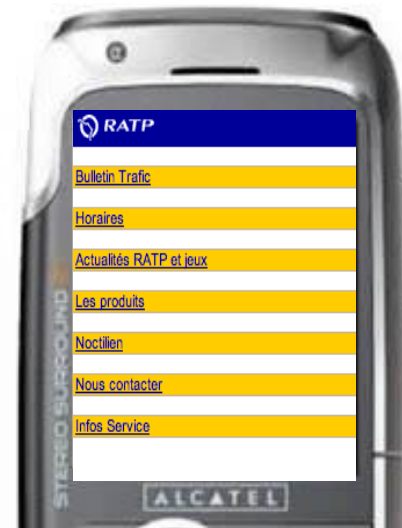 RATP
Bulletin Trafic
Horaires
Actualités RATP et jeux
Les produits
Noctilien
Nous contacter
Infos Service
STEREO SURROUND
ALCATEL